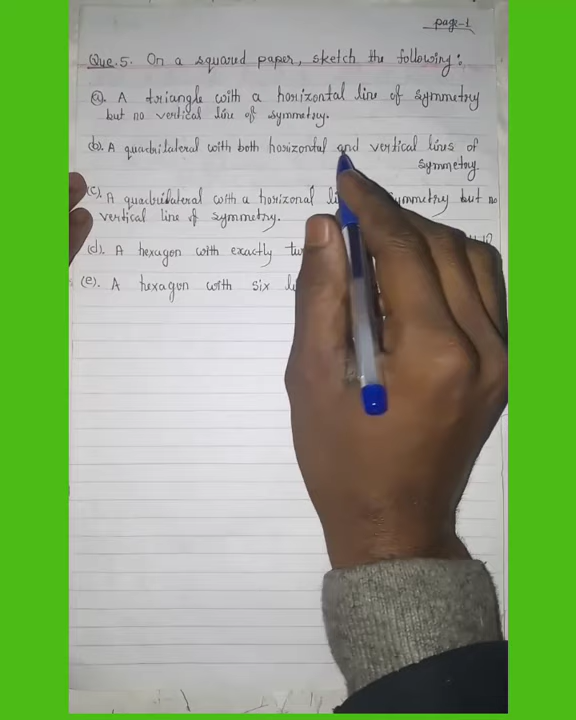 page-1
Que.5. On a squared paper, sketch the following:
(a). A triangle with a horizontal line of symmetry
but no vertical line of symmetry.
(b). A quadrilateral with both horizontal and vertical lines of
symmetry
(c). A quadrilateral with a horizonal symmetry but no
vertical line of symmetry.
(d). A hexagon with exactly
(e). A hexagon with six